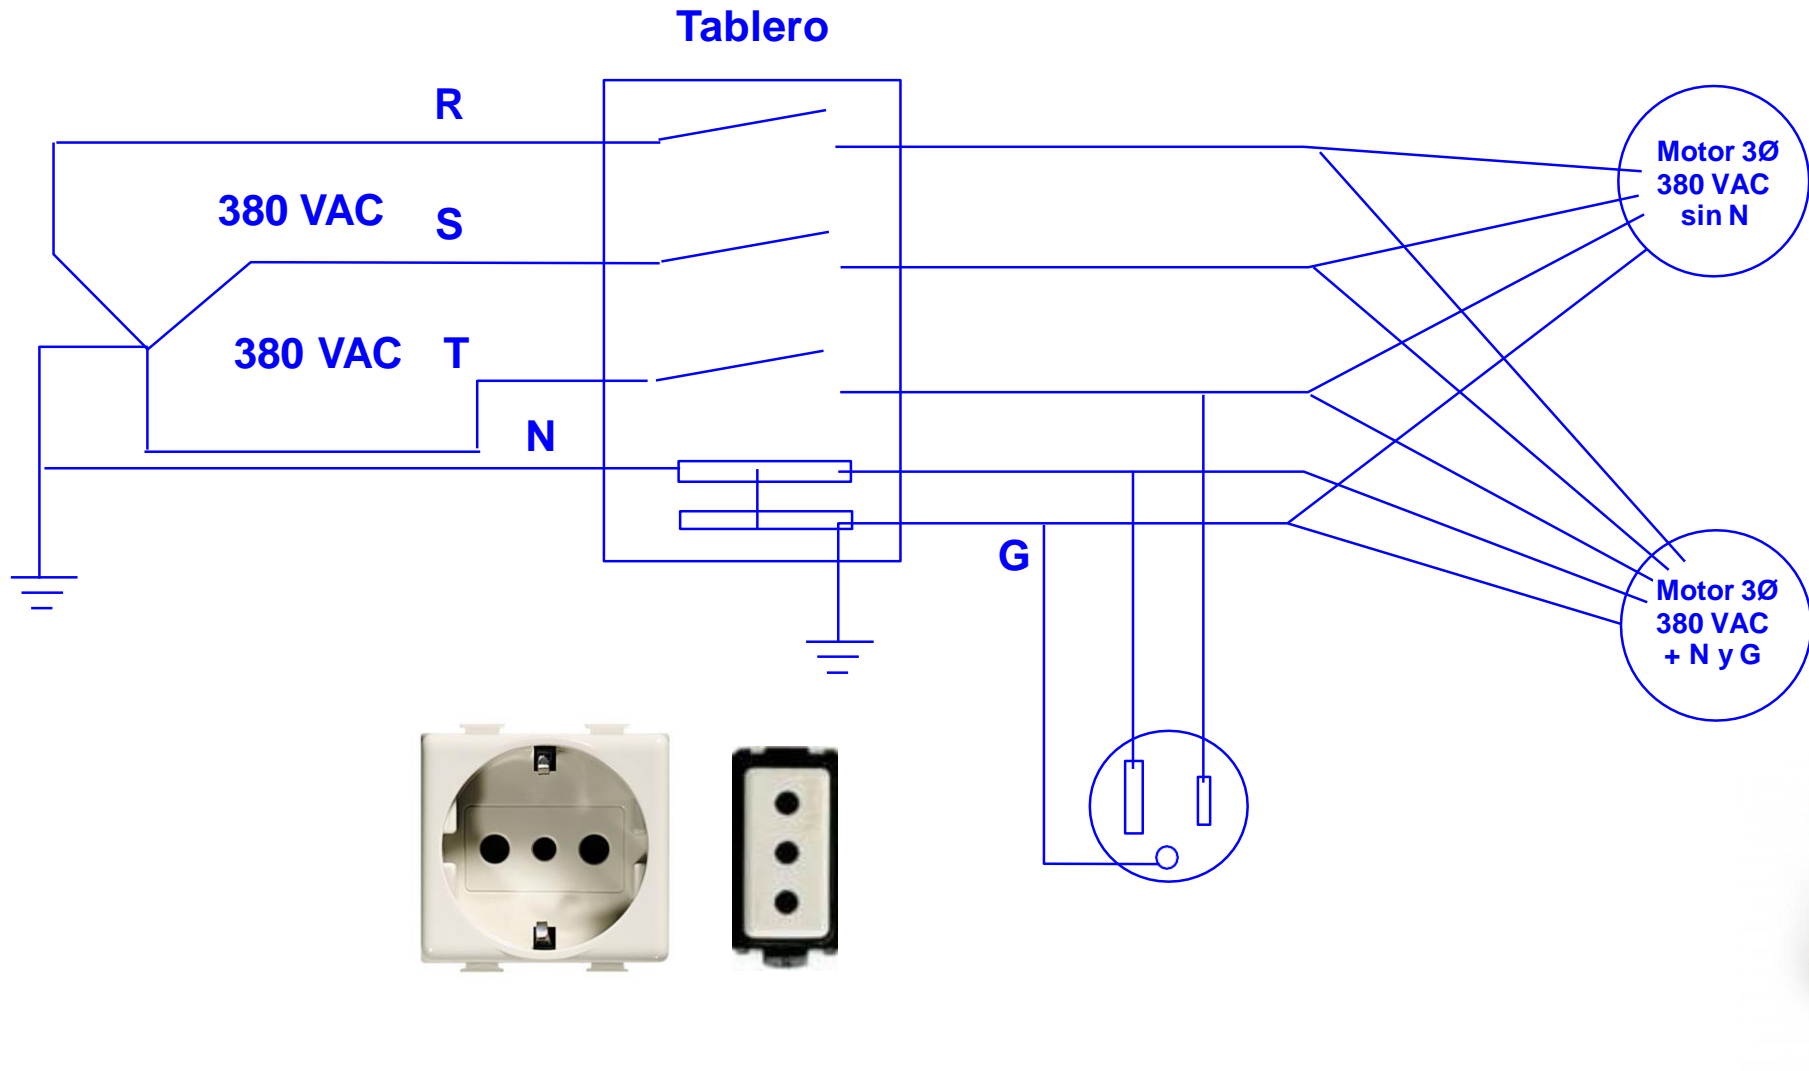 Tablero
R
380 VAC
S
380 VAC
T
N
G
Motor 3Ø
380 VAC
sin N
Motor 3Ø
380 VAC
+ N y G